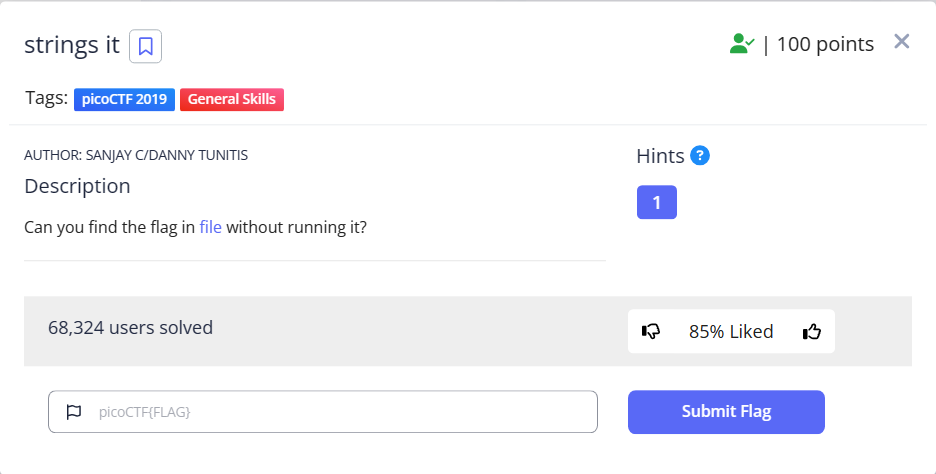 strings it | 100 points
Tags: picoCTF 2019 General Skills
AUTHOR: SANJAY C/DANNY TUNITIS
Description
Can you find the flag in file without running it?
Hints ?
1
68,324 users solved
85% Liked
picoCTF{FLAG}
Submit Flag